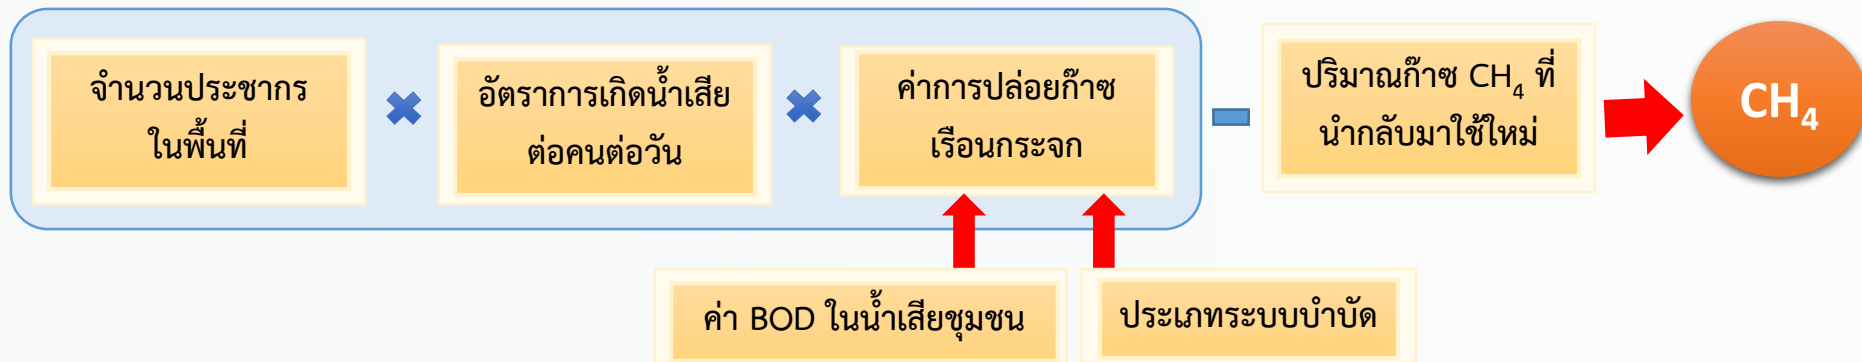 จำนวนประชากร
ในพื้นที่
อัตราการเกิดน้ำเสีย
ต่อคนต่อวัน
ค่าการปล่อยก๊าซ
เรือนกระจก
ปริมาณก๊าซ CH₄ ที่
นำกลับมาใช้ใหม่
CH₄
ค่า BOD ในน้ำเสียชุมชน
ประเภทระบบบำบัด